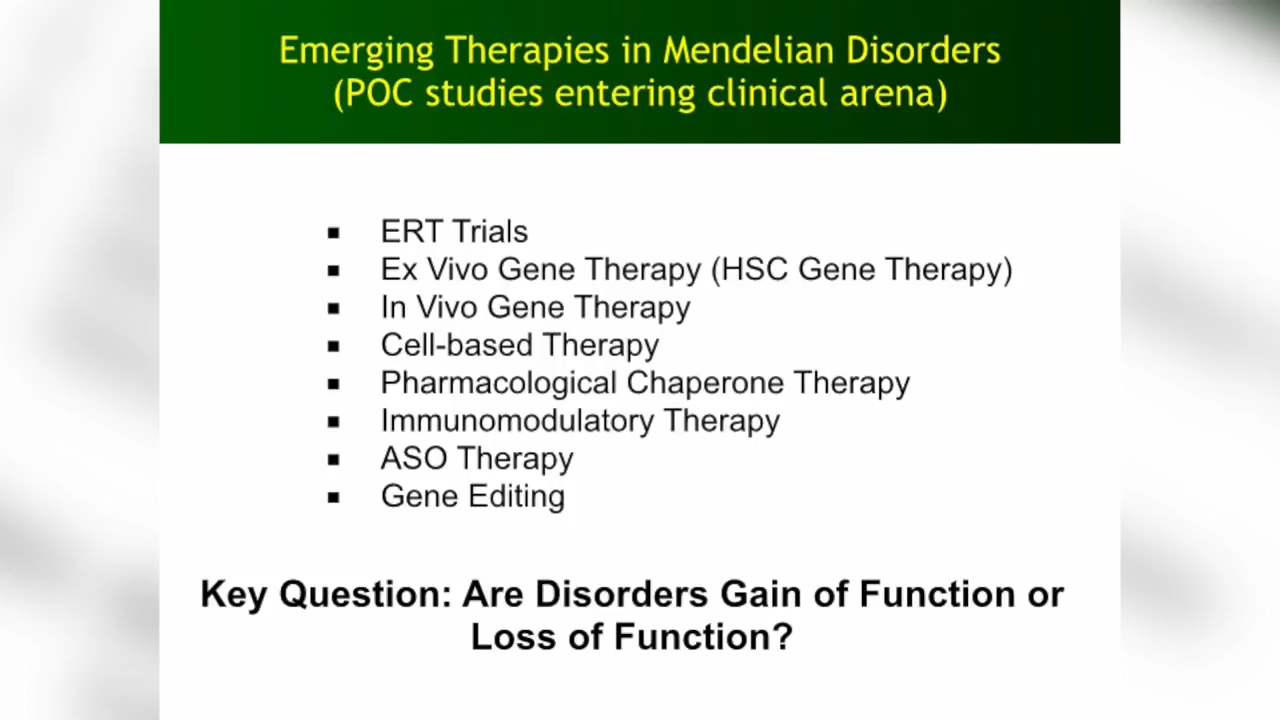 Emerging Therapies in Mendelian Disorders
(POC studies entering clinical arena)
▪ ERT Trials
▪ Ex Vivo Gene Therapy (HSC Gene Therapy)
▪ In Vivo Gene Therapy
▪ Cell-based Therapy
▪ Pharmacological Chaperone Therapy
▪ Immunomodulatory Therapy
▪ ASO Therapy
▪ Gene Editing
Key Question: Are Disorders Gain of Function or
Loss of Function?